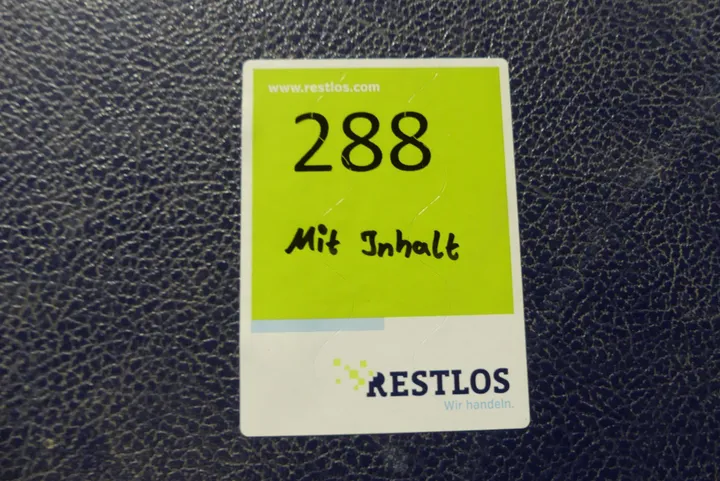 www.restlos.com
288
Mit Inhalt
RESTLOS
Wir handeln.